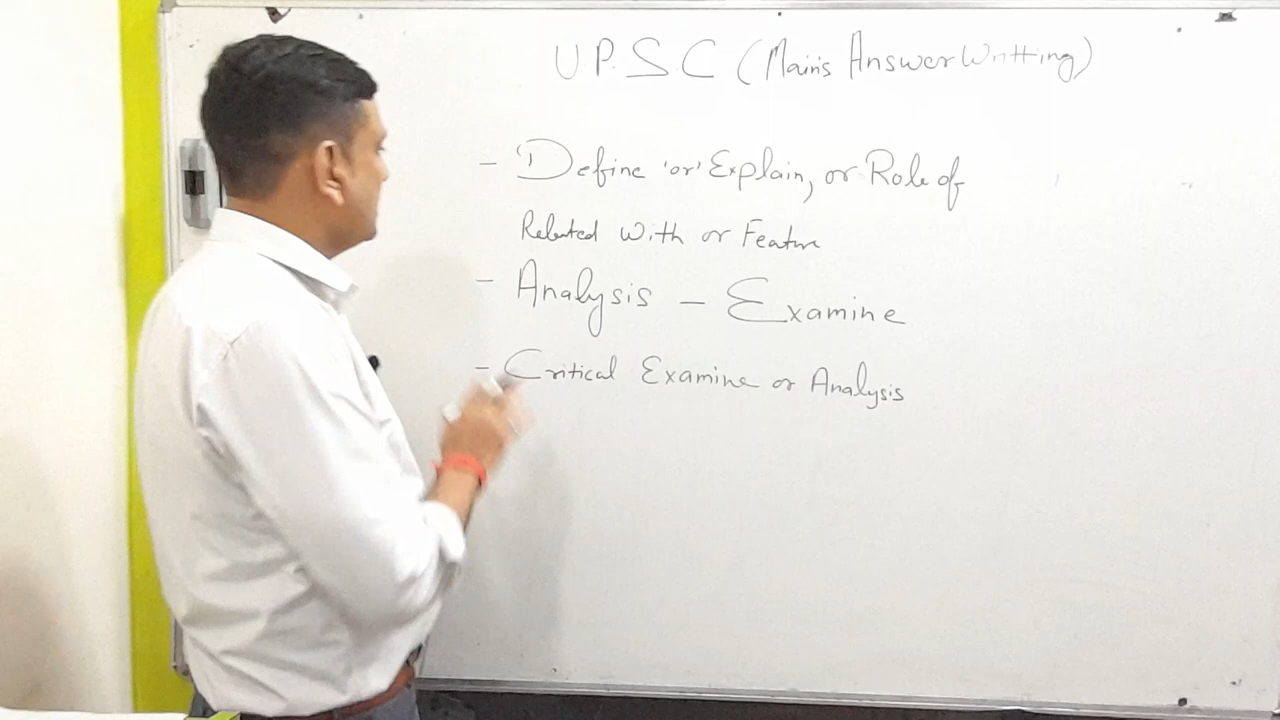 UPSC (Mains Answer Writting)
- Define 'or' Explain, or Role of
Related With or Feature
- Analysis - Examine
- Critical Examine or Analysis